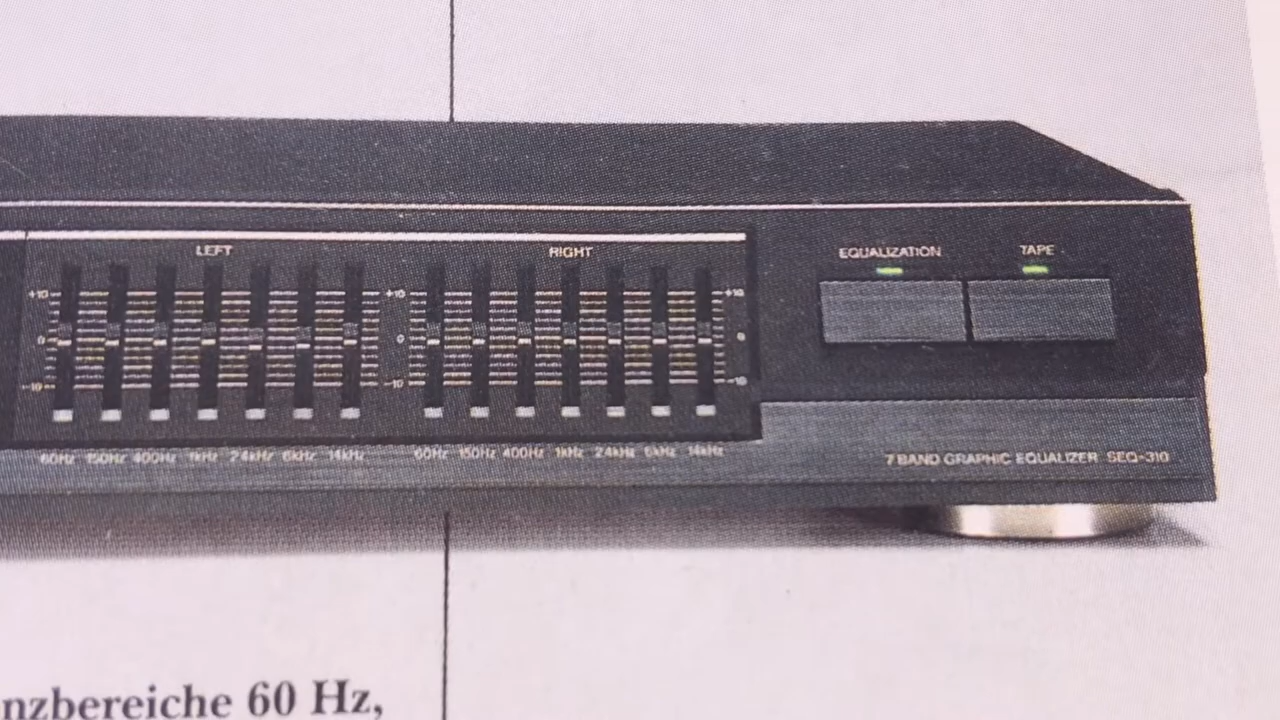 LEFT RIGHT EQUALIZATION TAPE
+10 +10 +10
0 0 0
-10 -10 -10
60Hz 150Hz 400Hz 1kHz 2.4kHz 6kHz 14kHz 60Hz 150Hz 400Hz 1kHz 2.4kHz 6kHz 14kHz
7 BAND GRAPHIC EQUALIZER SEQ-310
nzbereiche 60 Hz,